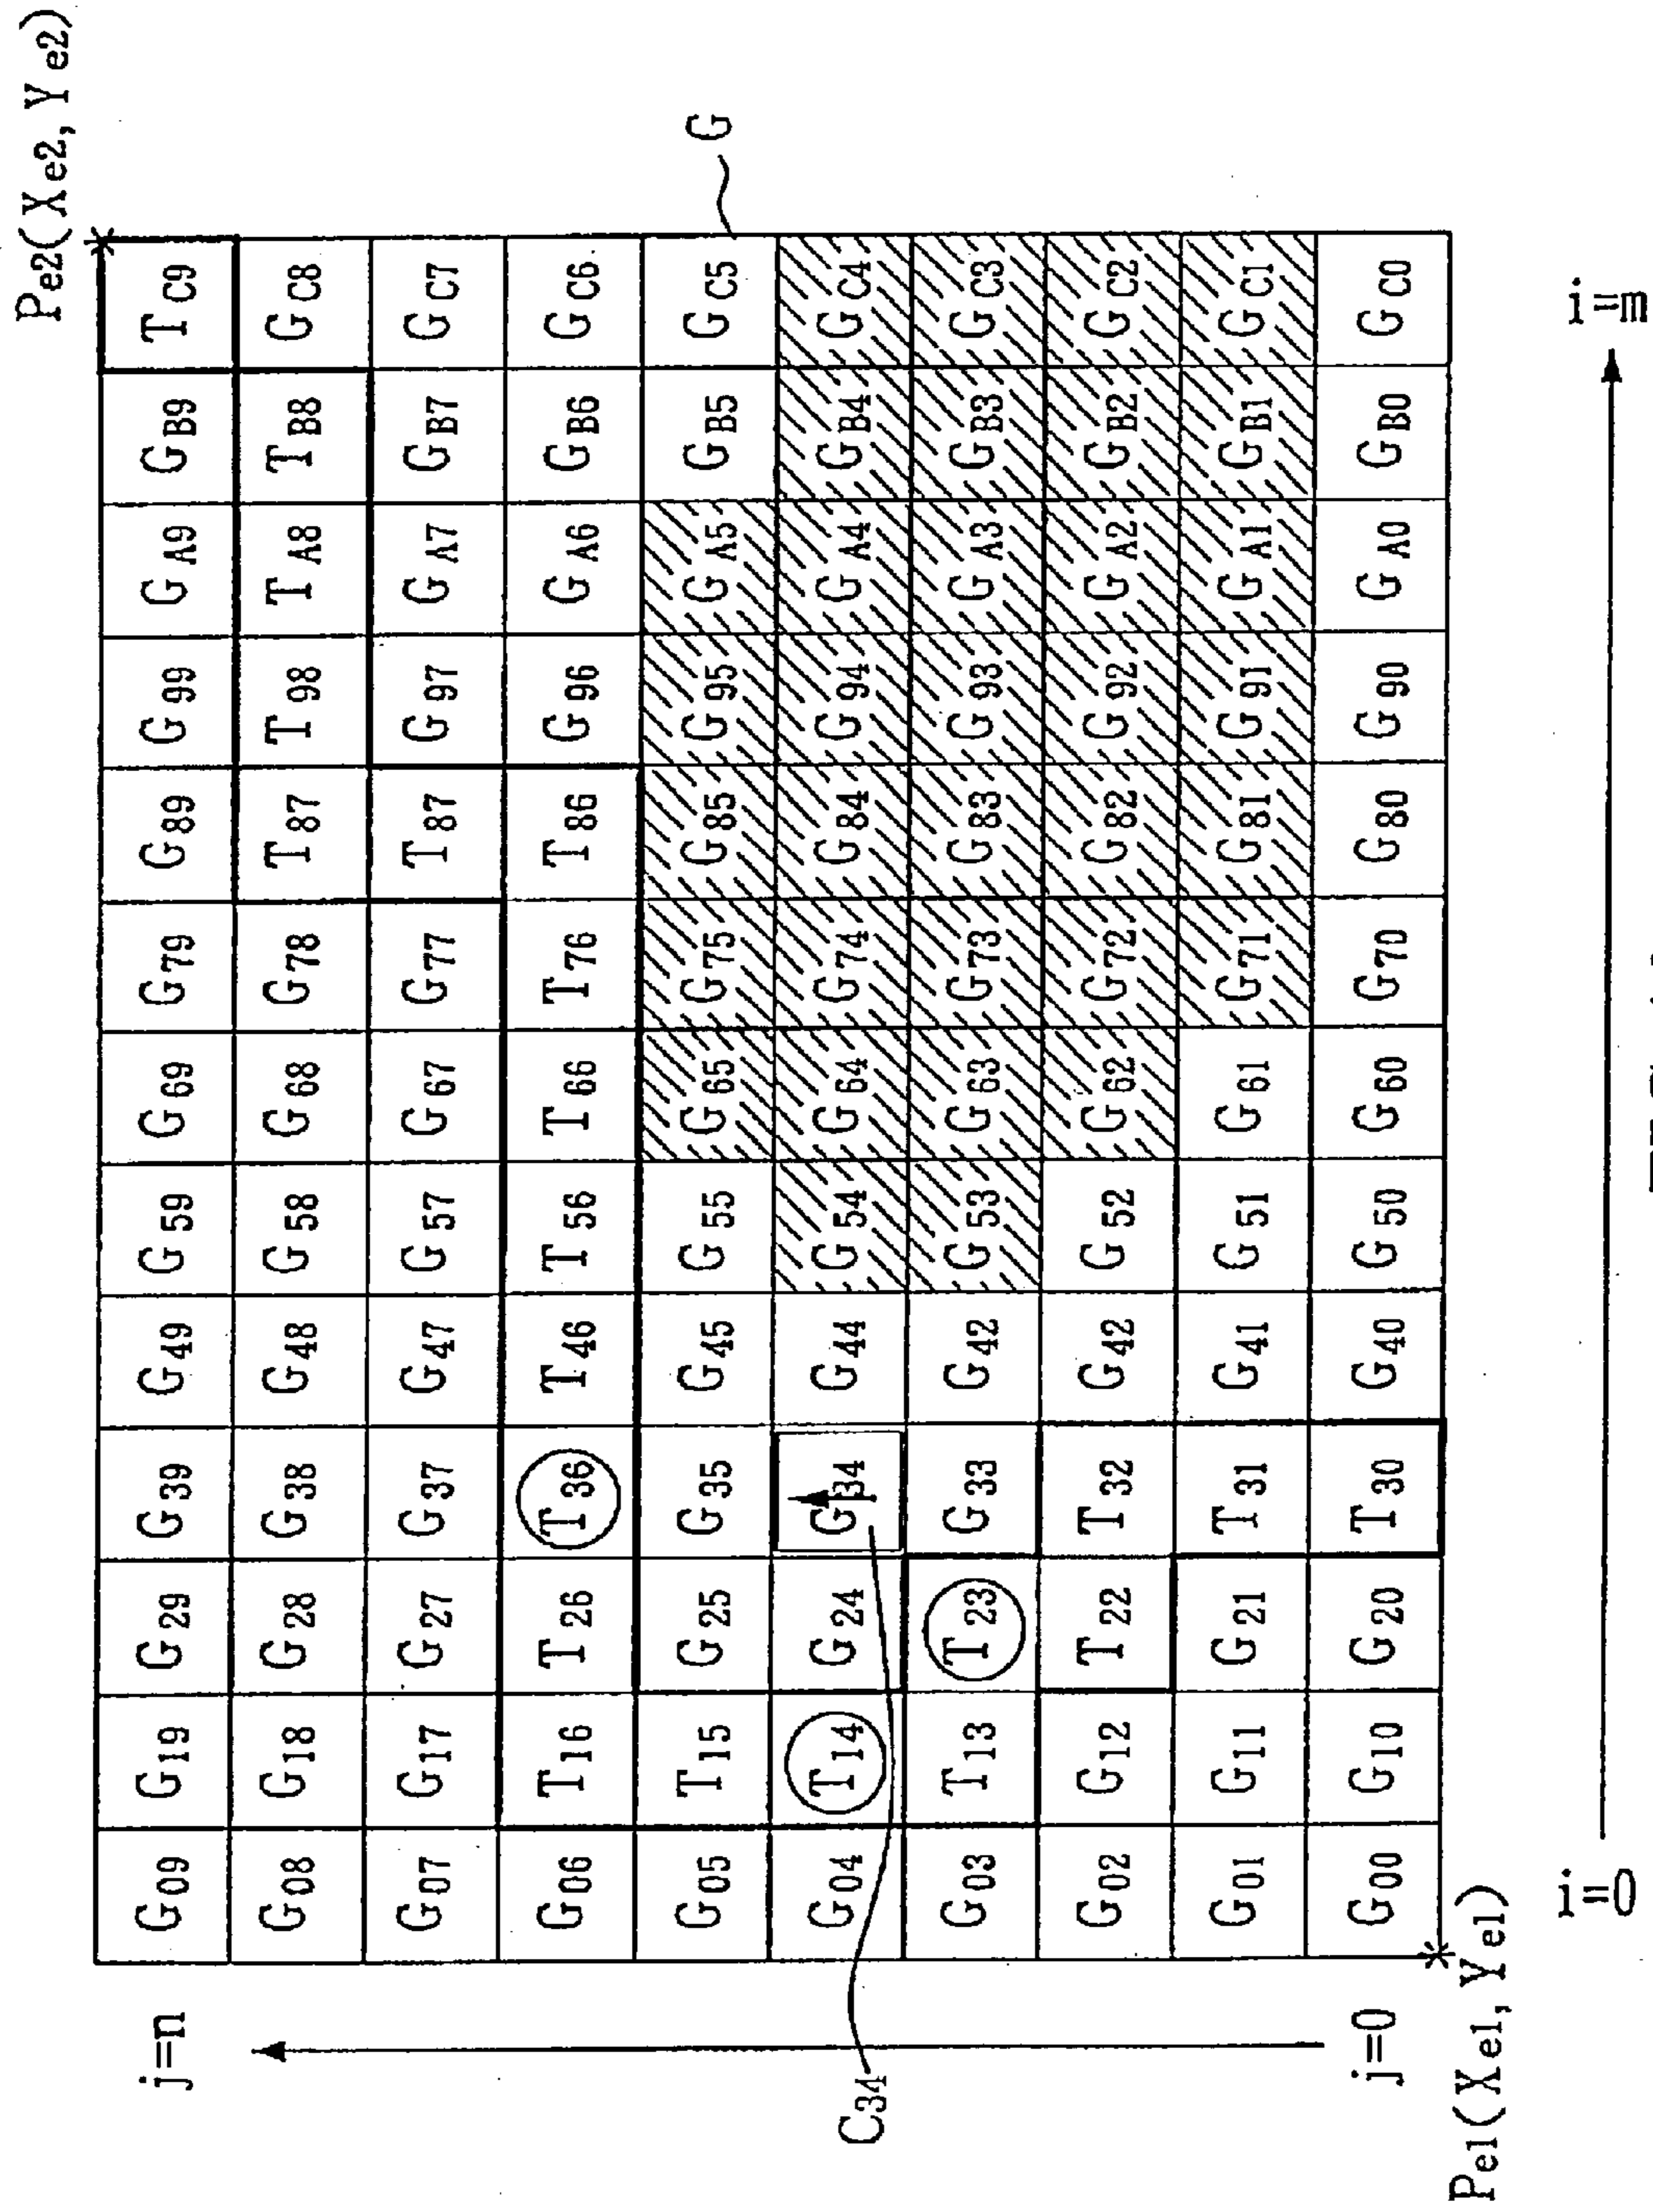 Pe2(Xe2, Ye2)
j=n
G09 G19 G29 G39 G49 G59 G69 G79 G89 G99 GA9 GB9 TC9
G08 G18 G28 G38 G48 G58 G68 G78 T87 T98 TA8 TB8 GC8
G07 G17 G27 G37 G47 G57 G67 G77 T87 G97 GA7 GB7 GC7
G06 T16 T26 T36 T46 T56 T66 T76 T86 G96 GA6 GB6 GC6
G05 T15 G25 G35 G45 G55 G65 G75 G85 G95 GA5 GB5 GC5
G
G04 T14 G24 G34 G44 G54 G64 G74 G84 G94 GA4 GB4 GC4
C34
G03 T13 T23 G33 G42 G53 G63 G73 G83 G93 GA3 GB3 GC3
G02 G12 T22 T32 G42 G52 G62 G72 G82 G92 GA2 GB2 GC2
G01 G11 G21 T31 G41 G51 G61 G71 G81 G91 GA1 GB1 GC1
j=0
G00 G10 G20 T30 G40 G50 G60 G70 G80 G90 GA0 GB0 GC0
Pe1(Xe1, Ye1)
i=0
i=m